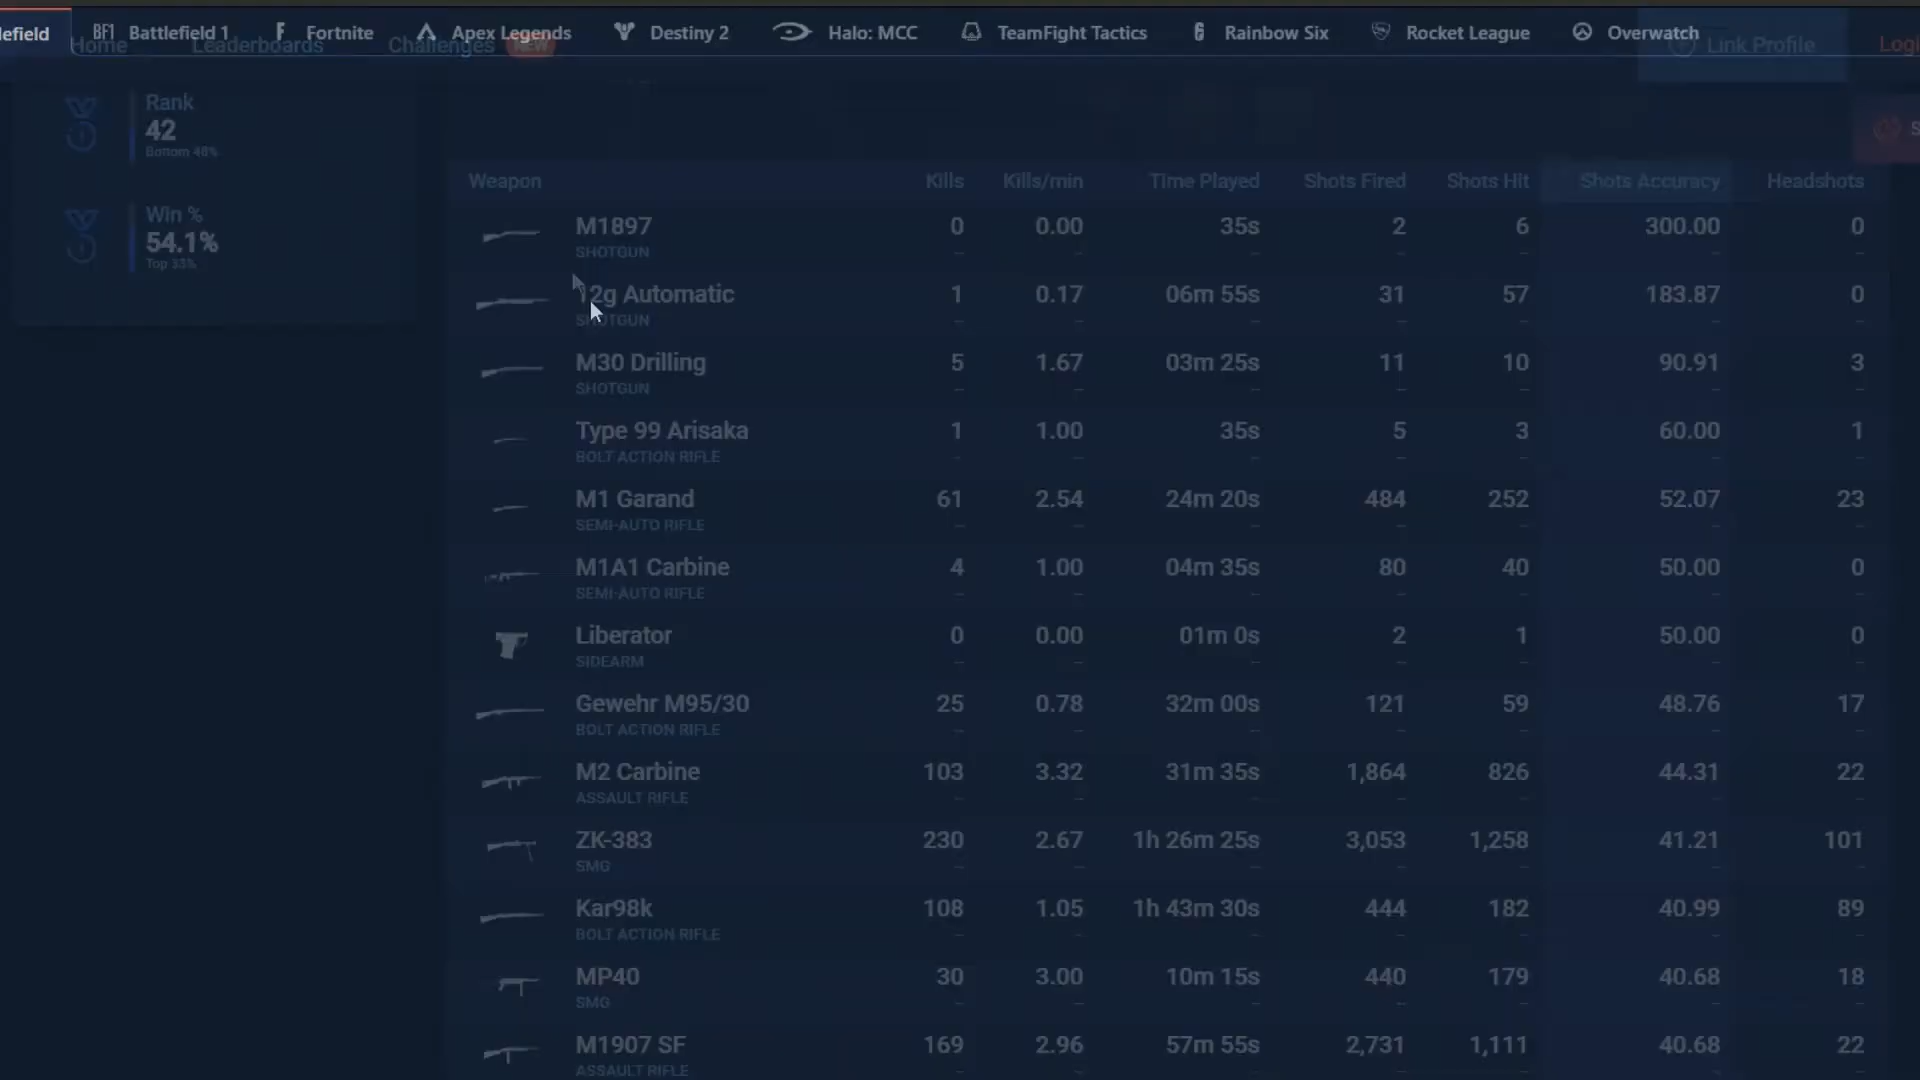 lefield BF1 Battlefield 1 Fortnite Apex Legends Destiny 2 Halo: MCC TeamFight Tactics Rainbow Six Rocket League Overwatch
Home Leaderboards Challenges NEW Link Profile Logi
Rank
42
Bottom 48%
Win %
54.1%
Top 33%
S
Weapon Kills Kills/min Time Played Shots Fired Shots Hit Shots Accuracy Headshots
M1897 0 0.00 35s 2 6 300.00 0
SHOTGUN – – – – – – –
12g Automatic 1 0.17 06m 55s 31 57 183.87 0
SHOTGUN – – – – – – –
M30 Drilling 5 1.67 03m 25s 11 10 90.91 3
SHOTGUN – – – – – – –
Type 99 Arisaka 1 1.00 35s 5 3 60.00 1
BOLT ACTION RIFLE – – – – – – –
M1 Garand 61 2.54 24m 20s 484 252 52.07 23
SEMI-AUTO RIFLE – – – – – – –
M1A1 Carbine 4 1.00 04m 35s 80 40 50.00 0
SEMI-AUTO RIFLE – – – – – – –
Liberator 0 0.00 01m 0s 2 1 50.00 0
SIDEARM – – – – – – –
Gewehr M95/30 25 0.78 32m 00s 121 59 48.76 17
BOLT ACTION RIFLE – – – – – – –
M2 Carbine 103 3.32 31m 35s 1,864 826 44.31 22
ASSAULT RIFLE – – – – – – –
ZK-383 230 2.67 1h 26m 25s 3,053 1,258 41.21 101
SMG – – – – – – –
Kar98k 108 1.05 1h 43m 30s 444 182 40.99 89
BOLT ACTION RIFLE – – – – – – –
MP40 30 3.00 10m 15s 440 179 40.68 18
SMG – – – – – – –
M1907 SF 169 2.96 57m 55s 2,731 1,111 40.68 22
ASSAULT RIFLE – – – – – – –